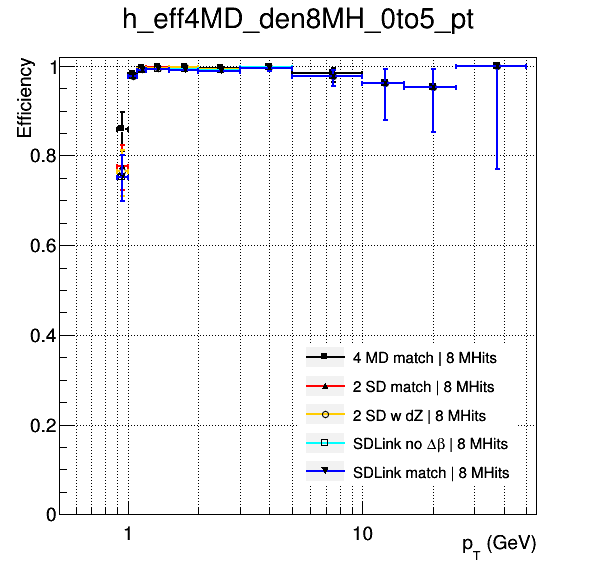 h_eff4MD_den8MH_0to5_pt
Efficiency
1
0.8
0.6
0.4
0.2
0
4 MD match | 8 MHits
2 SD match | 8 MHits
2 SD w dZ | 8 MHits
SDLink no Δβ | 8 MHits
SDLink match | 8 MHits
1
10
p_T (GeV)